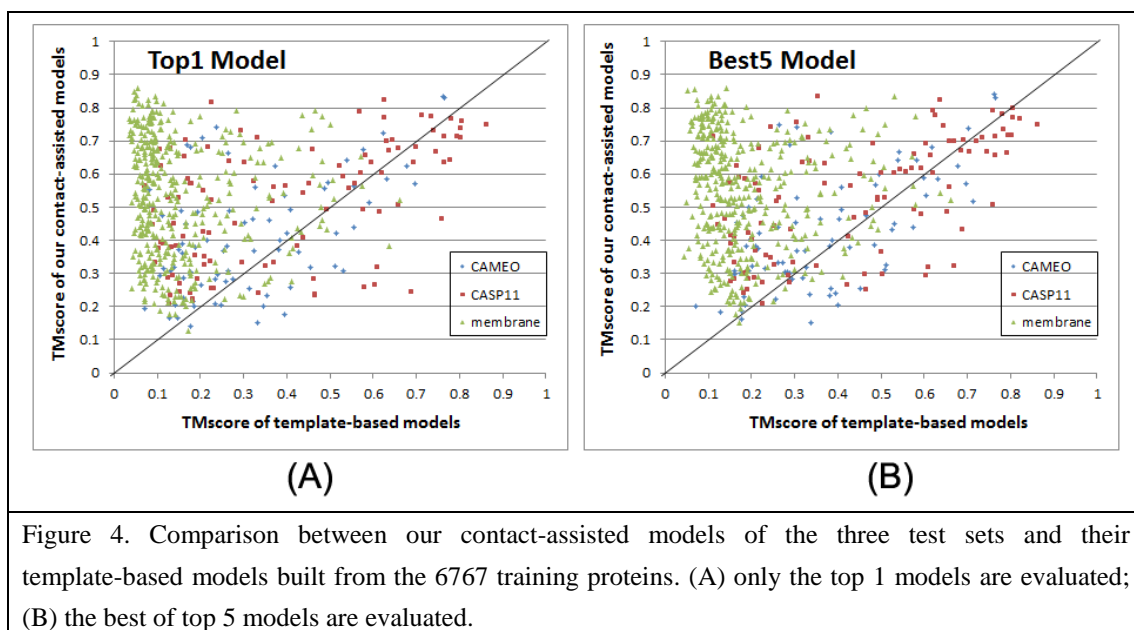 Top1 Model
TMscore of our contact-assisted models
1
0.9
0.8
0.7
0.6
0.5
0.4
0.3
0.2
0.1
0
0 0.1 0.2 0.3 0.4 0.5 0.6 0.7 0.8 0.9 1
TMscore of template-based models
CAMEO
CASP11
membrane
(A)
Best5 Model
TMscore of our contact-assisted models
1
0.9
0.8
0.7
0.6
0.5
0.4
0.3
0.2
0.1
0
0 0.1 0.2 0.3 0.4 0.5 0.6 0.7 0.8 0.9 1
TMscore of template-based models
CAMEO
CASP11
membrane
(B)
Figure 4. Comparison between our contact-assisted models of the three test sets and their
template-based models built from the 6767 training proteins. (A) only the top 1 models are evaluated;
(B) the best of top 5 models are evaluated.